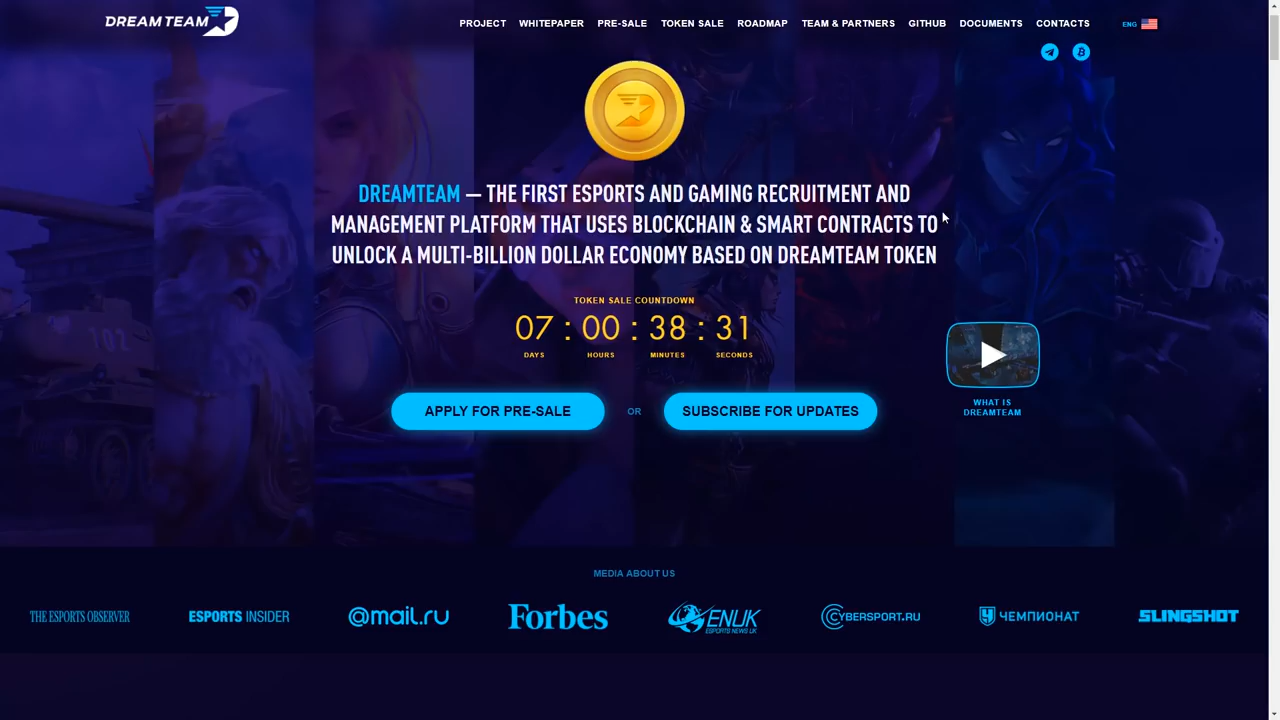 DREAMTEAM
PROJECT WHITEPAPER PRE-SALE TOKEN SALE ROADMAP TEAM & PARTNERS GITHUB DOCUMENTS CONTACTS
ENG
DREAMTEAM — THE FIRST ESPORTS AND GAMING RECRUITMENT AND
MANAGEMENT PLATFORM THAT USES BLOCKCHAIN & SMART CONTRACTS TO
UNLOCK A MULTI-BILLION DOLLAR ECONOMY BASED ON DREAMTEAM TOKEN
TOKEN SALE COUNTDOWN
07 : 00 : 38 : 31
DAYS HOURS MINUTES SECONDS
102
WHAT IS
DREAMTEAM
APPLY FOR PRE-SALE OR SUBSCRIBE FOR UPDATES
MEDIA ABOUT US
THE ESPORTS OBSERVER
ESPORTS INSIDER
@mail.ru
Forbes
ENUK
ESPORTS NEWS UK
CYBERSPORT.RU
ЧЕМПИОНАТ
SLINGSHOT